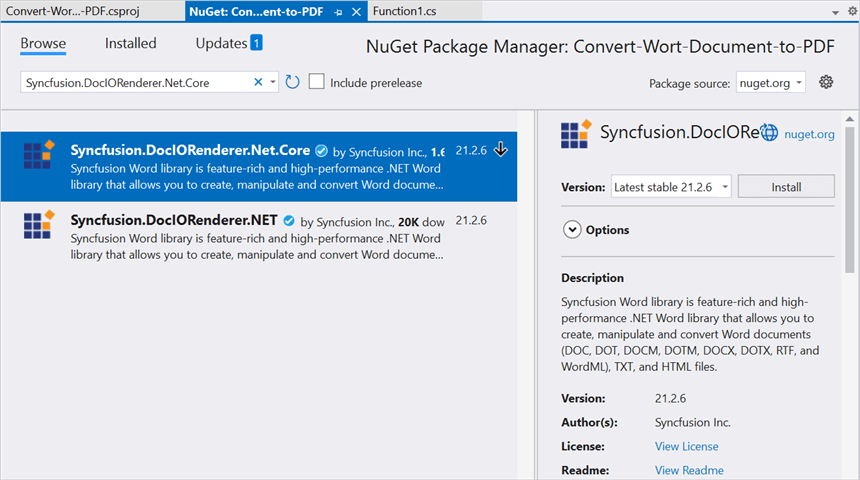 Convert-Wor...-PDF.csproj
NuGet: Con...ent-to-PDF
Function1.cs
Browse
Installed
Updates 1
NuGet Package Manager: Convert-Wort-Document-to-PDF
Syncfusion.DocIORenderer.Net.Core
Include prerelease
Package source: nuget.org
Syncfusion.DocIORenderer.Net.Core by Syncfusion Inc., 1.6 21.2.6
Syncfusion Word library is feature-rich and high-performance .NET Word
library that allows you to create, manipulate and convert Word docume...
Syncfusion.DocIORenderer.NET by Syncfusion Inc., 20K dow 21.2.6
Syncfusion Word library is feature-rich and high-performance .NET Word
library that allows you to create, manipulate and convert Word docume...
Syncfusion.DocIORe nuget.org
Version: Latest stable 21.2.6 Install
Options
Description
Syncfusion Word library is feature-rich and high-
performance .NET Word library that allows you to
create, manipulate and convert Word documents
(DOC, DOT, DOCM, DOTM, DOCX, DOTX, RTF, and
WordML), TXT, and HTML files.
Version: 21.2.6
Author(s): Syncfusion Inc.
License: View License
Readme: View Readme